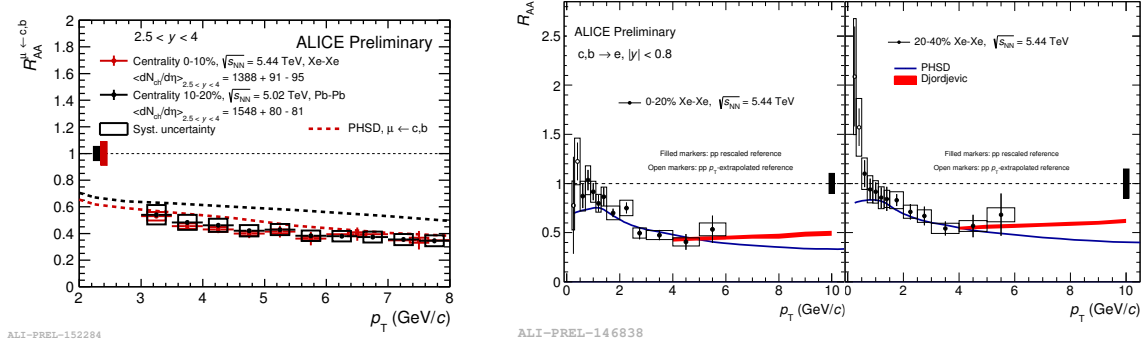 R_AA^{μ ← c,b}
2
1.8
1.6
1.4
1.2
1
0.8
0.6
0.4
0.2
0
2.5 < y < 4
ALICE Preliminary
Centrality 0-10%, √s_NN = 5.44 TeV, Xe-Xe
<dN_ch/dη>_{2.5 < y < 4} = 1388 + 91 - 95
Centrality 10-20%, √s_NN = 5.02 TeV, Pb-Pb
<dN_ch/dη>_{2.5 < y < 4} = 1548 + 80 - 81
Syst. uncertainty
PHSD, μ ← c,b
2 3 4 5 6 7 8
p_T (GeV/c)
ALI-PREL-152284
R_AA
2.5
2
1.5
1
0.5
0
ALICE Preliminary
c,b → e, |y| < 0.8
0-20% Xe-Xe, √s_NN = 5.44 TeV
Filled markers: pp rescaled reference
Open markers: pp p_T-extrapolated reference
0 2 4 6 8 10
p_T (GeV/c)
20-40% Xe-Xe, √s_NN = 5.44 TeV
PHSD
Djordjevic
Filled markers: pp rescaled reference
Open markers: pp p_T-extrapolated reference
0 2 4 6 8 10
p_T (GeV/c)
ALI-PREL-146838